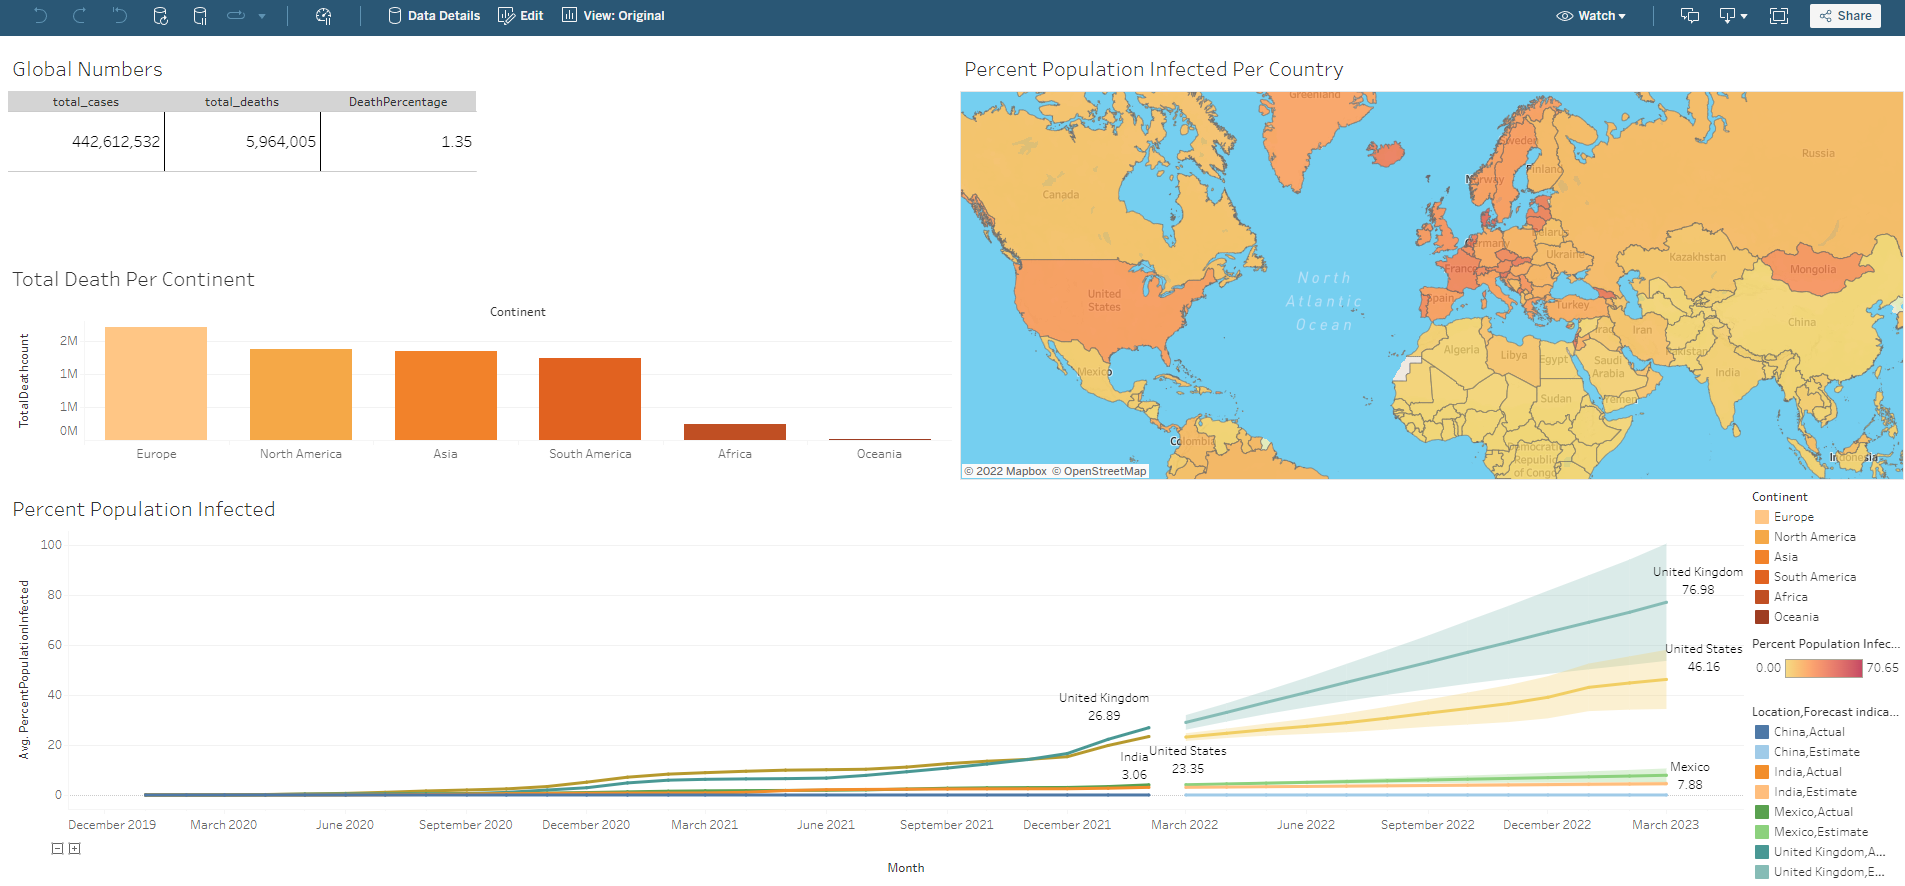 Data Details
Edit
View: Original
Watch
Share
Global Numbers
total_cases total_deaths DeathPercentage
442,612,532 5,964,005 1.35
Percent Population Infected Per Country
Greenland
Sweden
Russia
Finland
Norway
Canada
Belarus
Germany
Ukraine
Kazakhstan
France
Mongolia
North
Atlantic
Ocean
United
States
Spain
Turkey
China
Iraq
Iran
Algeria
Libya
Egypt
Saudi
Arabia
Pakistan
India
Mexico
Sudan
Yemen
Colombia
Democratic
Republic
of Congo
Indonesia
© 2022 Mapbox © OpenStreetMap
Total Death Per Continent
Continent
TotalDeathcount
2M
1M
1M
0M
Europe North America Asia South America Africa Oceania
Percent Population Infected
Avg. PercentPopulationInfected
100
80
60
40
20
0
United Kingdom
26.89
India
3.06
United States
23.35
United Kingdom
76.98
United States
46.16
Mexico
7.88
December 2019 March 2020 June 2020 September 2020 December 2020 March 2021 June 2021 September 2021 December 2021 March 2022 June 2022 September 2022 December 2022 March 2023
Month
Continent
Europe
North America
Asia
South America
Africa
Oceania
Percent Population Infec...
0.00 70.65
Location,Forecast indica...
China,Actual
China,Estimate
India,Actual
India,Estimate
Mexico,Actual
Mexico,Estimate
United Kingdom,A...
United Kingdom,E...